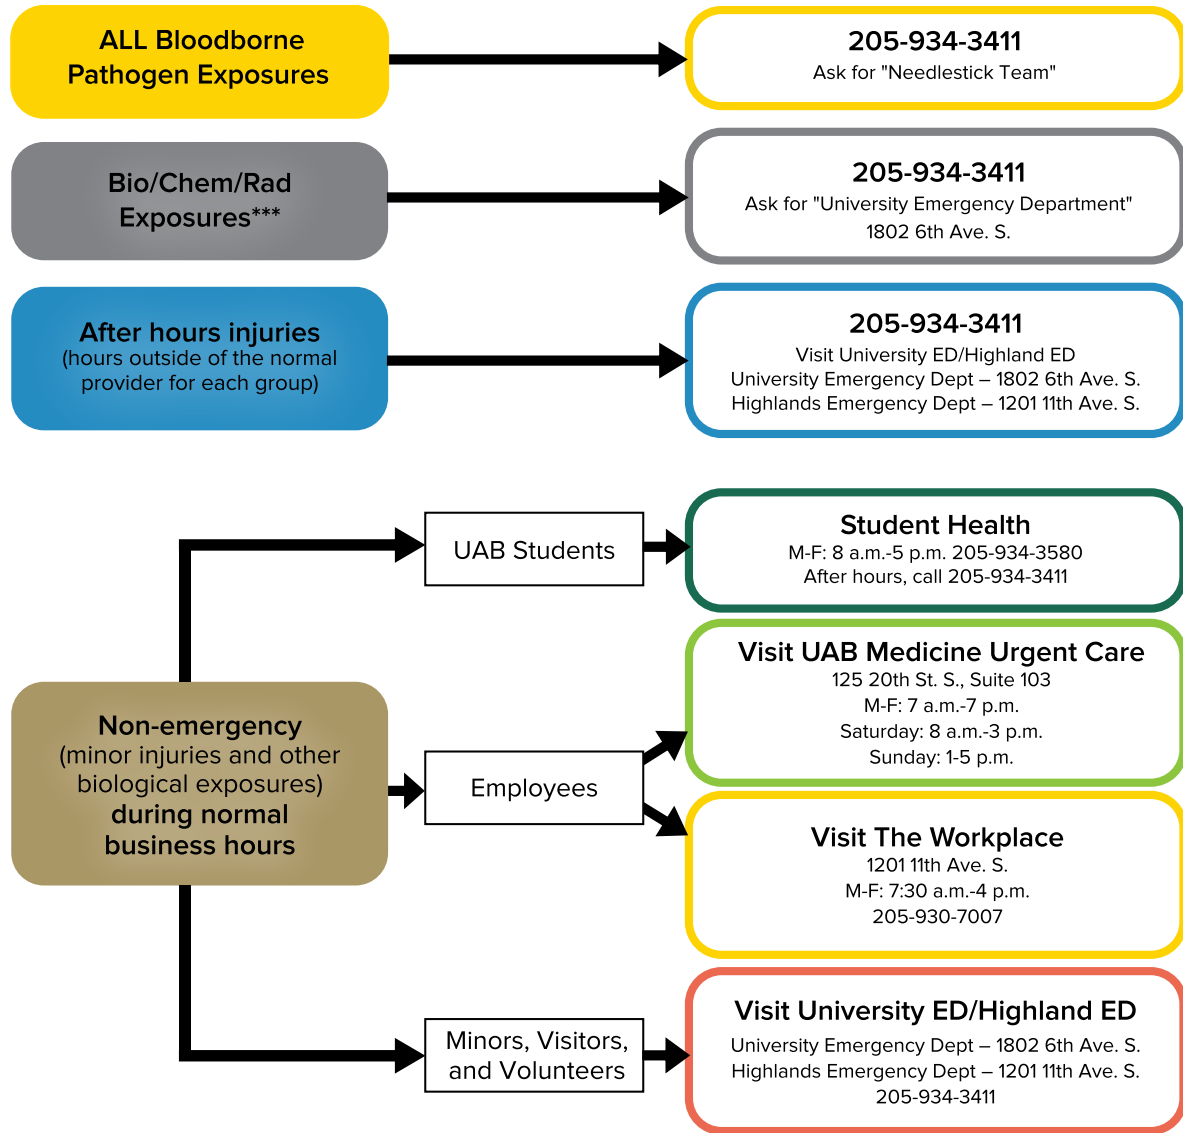 ALL Bloodborne
Pathogen Exposures
205-934-3411
Ask for "Needlestick Team"
Bio/Chem/Rad
Exposures***
205-934-3411
Ask for "University Emergency Department"
1802 6th Ave. S.
After hours injuries
(hours outside of the normal
provider for each group)
205-934-3411
Visit University ED/Highland ED
University Emergency Dept – 1802 6th Ave. S.
Highlands Emergency Dept – 1201 11th Ave. S.
Non-emergency
(minor injuries and other
biological exposures)
during normal
business hours
UAB Students
Student Health
M-F: 8 a.m.-5 p.m. 205-934-3580
After hours, call 205-934-3411
Employees
Visit UAB Medicine Urgent Care
125 20th St. S., Suite 103
M-F: 7 a.m.-7 p.m.
Saturday: 8 a.m.-3 p.m.
Sunday: 1-5 p.m.
Visit The Workplace
1201 11th Ave. S.
M-F: 7:30 a.m.-4 p.m.
205-930-7007
Minors, Visitors,
and Volunteers
Visit University ED/Highland ED
University Emergency Dept – 1802 6th Ave. S.
Highlands Emergency Dept – 1201 11th Ave. S.
205-934-3411